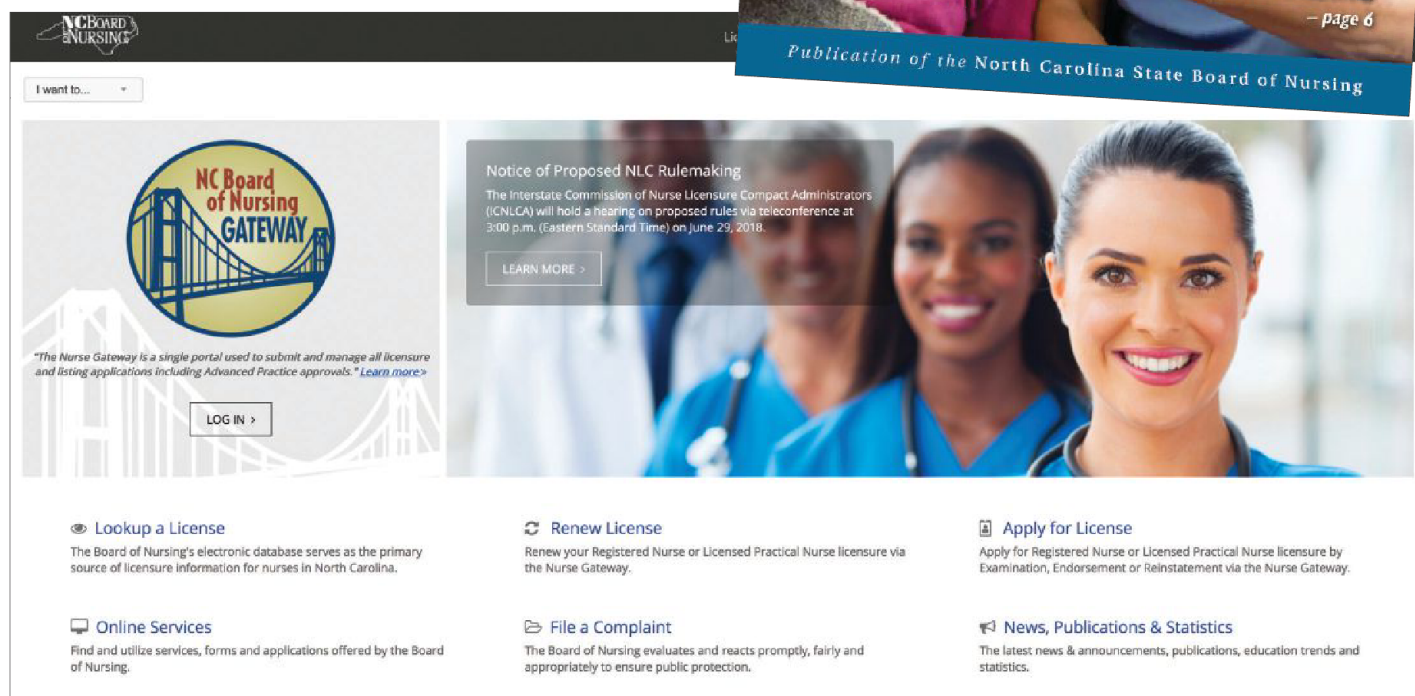 NC BOARD
OF NURSING
– page 6
Publication of the North Carolina State Board of Nursing
I want to...
NC Board
of Nursing
GATEWAY
"The Nurse Gateway is a single portal used to submit and manage all licensure
and listing applications including Advanced Practice approvals." Learn more>
LOG IN >
Notice of Proposed NLC Rulemaking
The Interstate Commission of Nurse Licensure Compact Administrators
(ICNLCA) will hold a hearing on proposed rules via teleconference at
3:00 p.m. (Eastern Standard Time) on June 29, 2018.
LEARN MORE >
Lookup a License
The Board of Nursing's electronic database serves as the primary
source of licensure information for nurses in North Carolina.
Renew License
Renew your Registered Nurse or Licensed Practical Nurse licensure via
the Nurse Gateway.
Apply for License
Apply for Registered Nurse or Licensed Practical Nurse licensure by
Examination, Endorsement or Reinstatement via the Nurse Gateway.
Online Services
Find and utilize services, forms and applications offered by the Board
of Nursing.
File a Complaint
The Board of Nursing evaluates and reacts promptly, fairly and
appropriately to ensure public protection.
News, Publications & Statistics
The latest news & announcements, publications, education trends and
statistics.